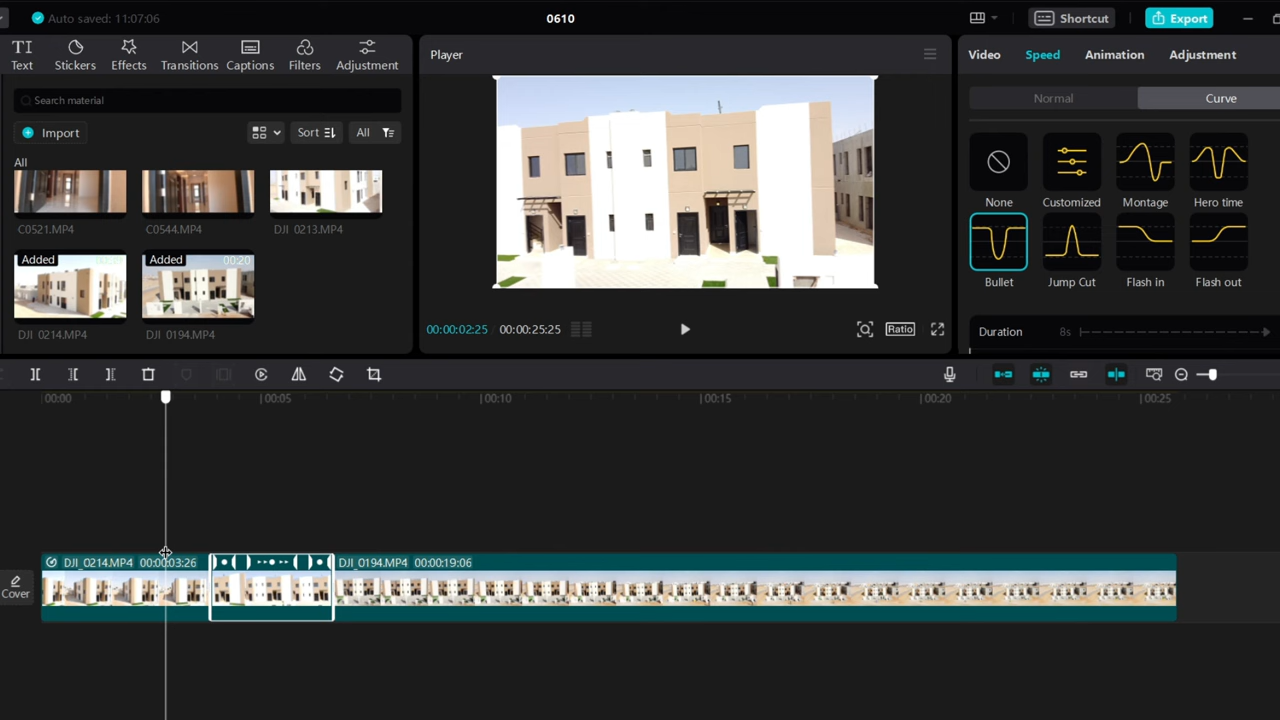 Auto saved: 11:07:06
0610
Shortcut
Export
Text
Stickers
Effects
Transitions
Captions
Filters
Adjustment
Search material
Import
Sort
All
All
C0521.MP4
C0544.MP4
DJI_0213.MP4
Added
Added
00:20
DJI_0214.MP4
DJI_0194.MP4
Player
00:00:02:25
00:00:25:25
Ratio
Video
Speed
Animation
Adjustment
Normal
Curve
None
Customized
Montage
Hero time
Bullet
Jump Cut
Flash in
Flash out
Duration
8s
00:00
00:05
00:10
00:15
00:20
00:25
Cover
DJI_0214.MP4 00:00:03:26
DJI_0194.MP4 00:00:19:06